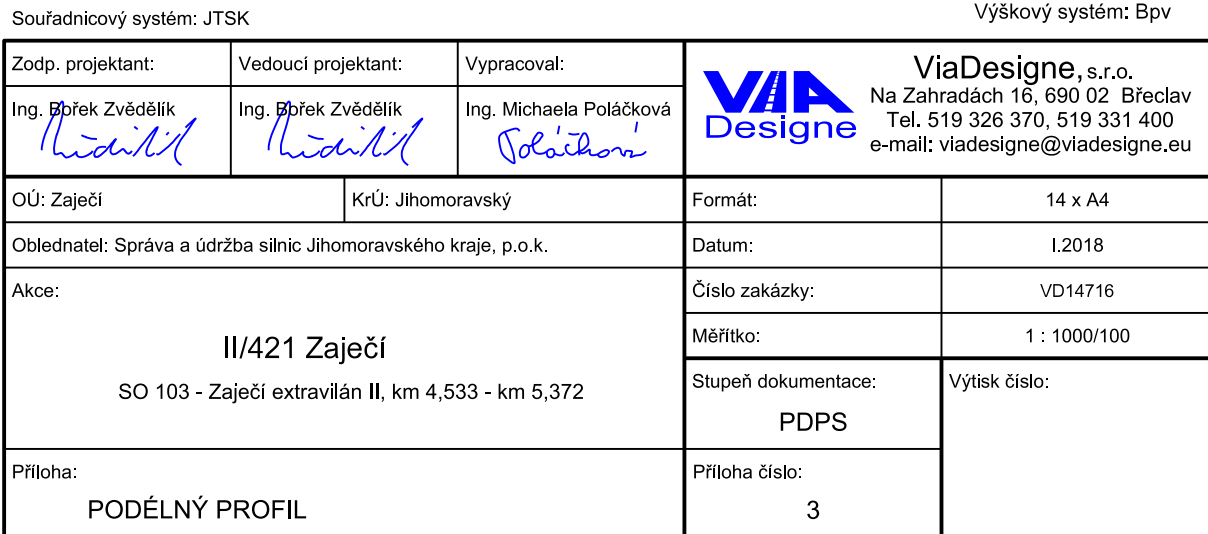 Souřadnicový systém: JTSK
Výškový systém: Bpv
Zodp. projektant:
Vedoucí projektant:
Vypracoval:
Ing. Bořek Zvědělík
Ing. Bořek Zvědělík
Ing. Michaela Poláčková
Poláčková
VIA
Designe
ViaDesigne, s.r.o.
Na Zahradách 16, 690 02 Břeclav
Tel. 519 326 370, 519 331 400
e-mail: viadesigne@viadesigne.eu
OÚ: Zaječí
KrÚ: Jihomoravský
Formát:
14 x A4
Oblednatel: Správa a údržba silnic Jihomoravského kraje, p.o.k.
Datum:
I.2018
Akce:
Číslo zakázky:
VD14716
II/421 Zaječí
SO 103 - Zaječí extravilán II, km 4,533 - km 5,372
Měřítko:
1 : 1000/100
Stupeň dokumentace:
PDPS
Výtisk číslo:
Příloha:
PODÉLNÝ PROFIL
Příloha číslo:
3